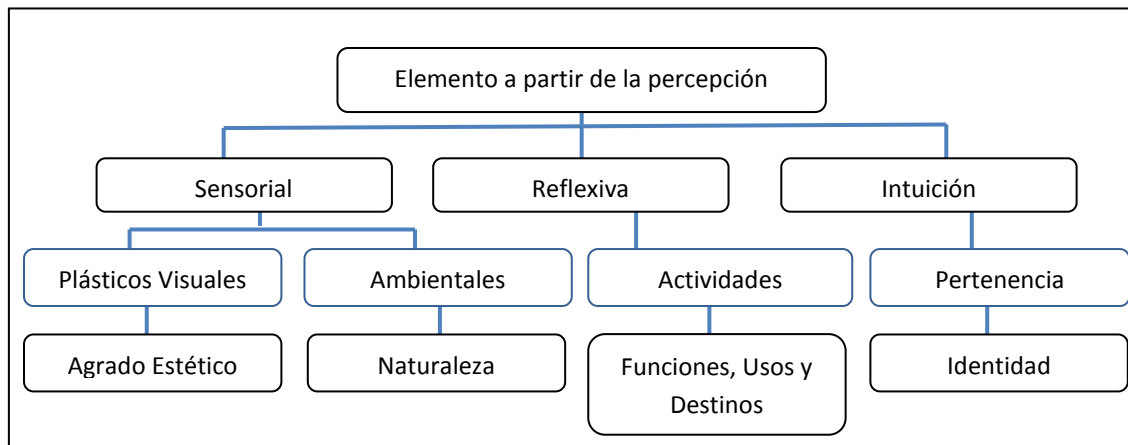 Elemento a partir de la percepción
Sensorial
Reflexiva
Intuición
Plásticos Visuales
Ambientales
Actividades
Pertenencia
Agrado Estético
Naturaleza
Funciones, Usos y
Destinos
Identidad